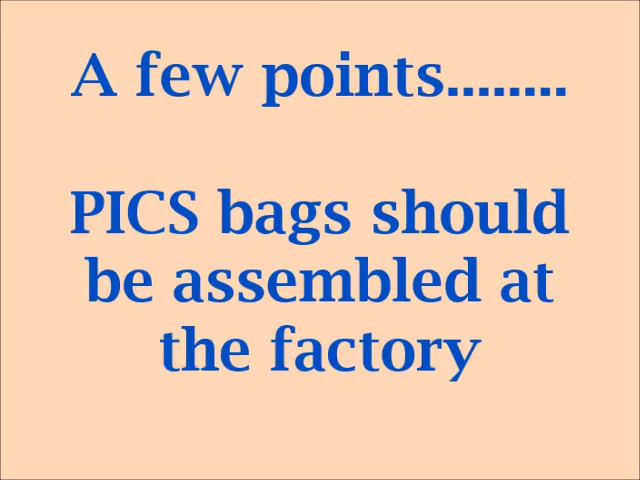 A few points........
PICS bags should
be assembled at
the factory